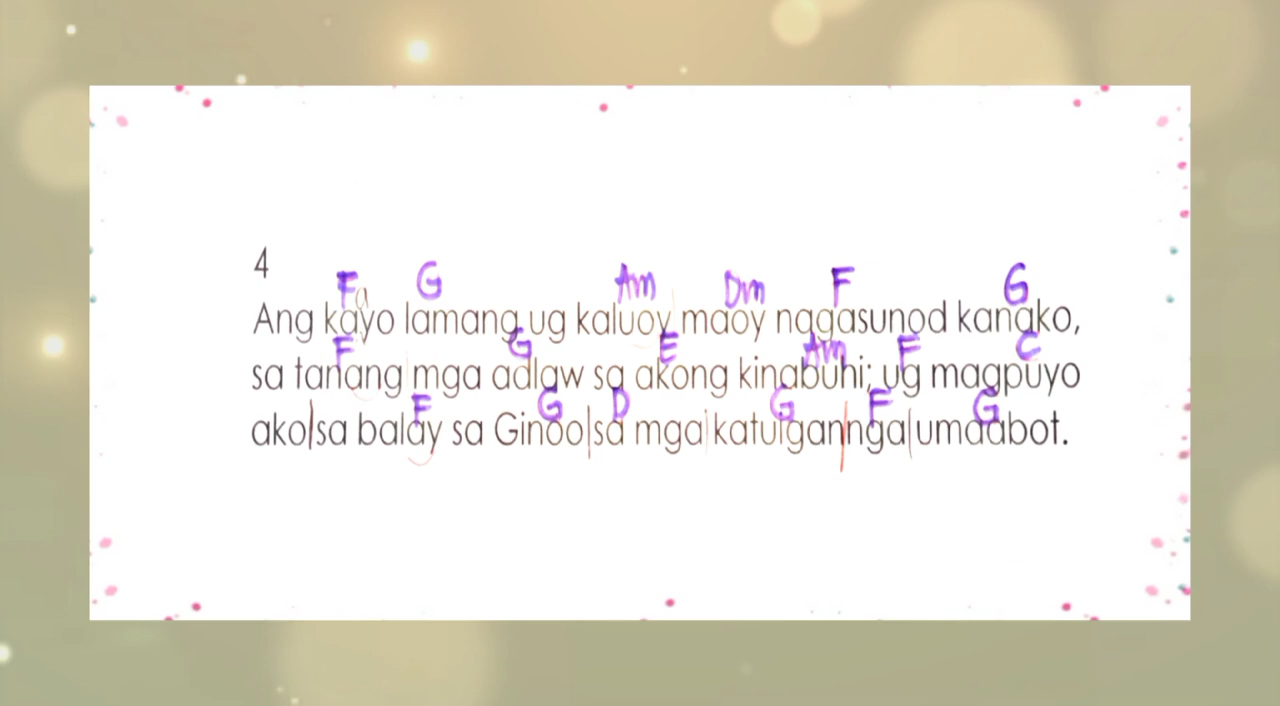 4
F a G Am Dm F G
Ang kayo lamang ug kaluoy maoy nagasunod kanako,
F G E Am F C
sa tanang mga adlaw sa akong kinabuhi; ug magpuyo
F G D G F G
ako|sa balay sa Ginoo|sa mga|katuigan|nga|umaabot.